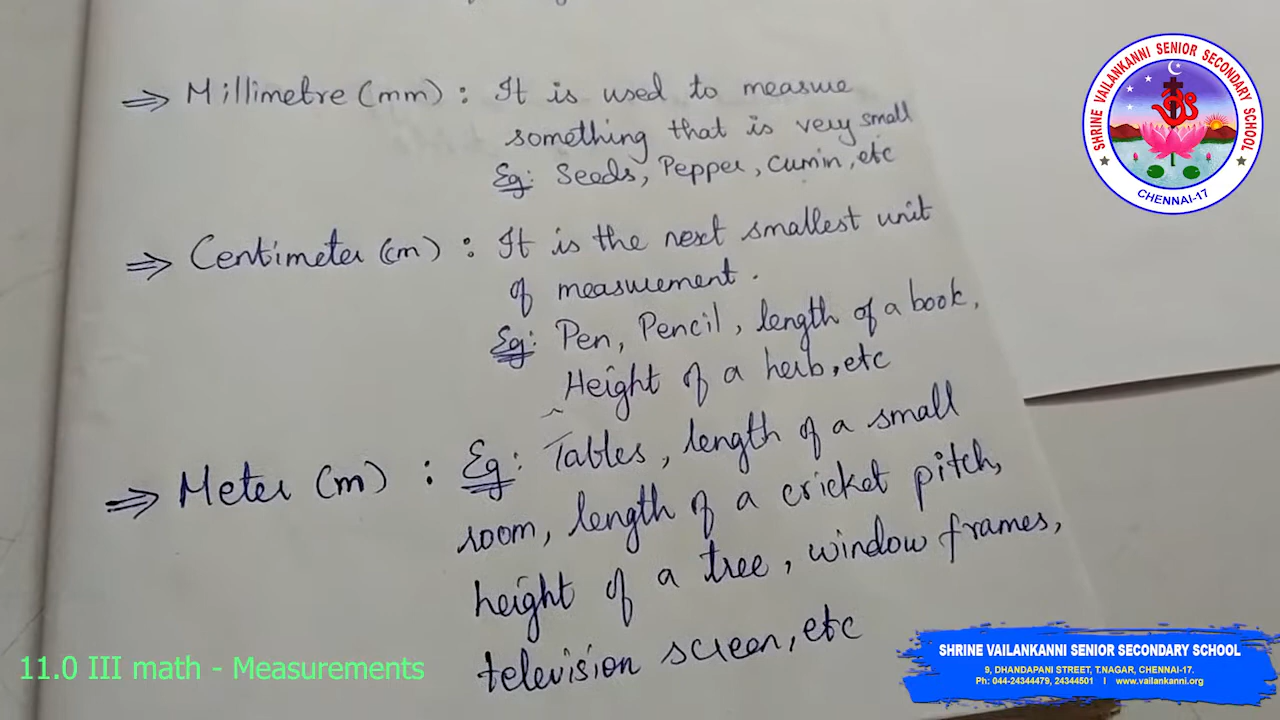 ⇒ Millimetre (mm) : It is used to measure
something that is very small
Eg: Seeds, Pepper, Cumin, etc
⇒ Centimeter (cm) : It is the next smallest unit
of measurement.
Eg: Pen, Pencil, length of a book,
Height of a herb, etc
⇒ Meter (m) : Eg: Tables, length of a small
room, length of a cricket pitch,
height of a tree, window frames,
television screen, etc
SHRINE VAILANKANNI SENIOR SECONDARY SCHOOL
CHENNAI-17
11.0 III math - Measurements
SHRINE VAILANKANNI SENIOR SECONDARY SCHOOL
9, DHANDAPANI STREET, T.NAGAR, CHENNAI-17.
Ph: 044-24344479, 24344501 I www.vailankanni.org